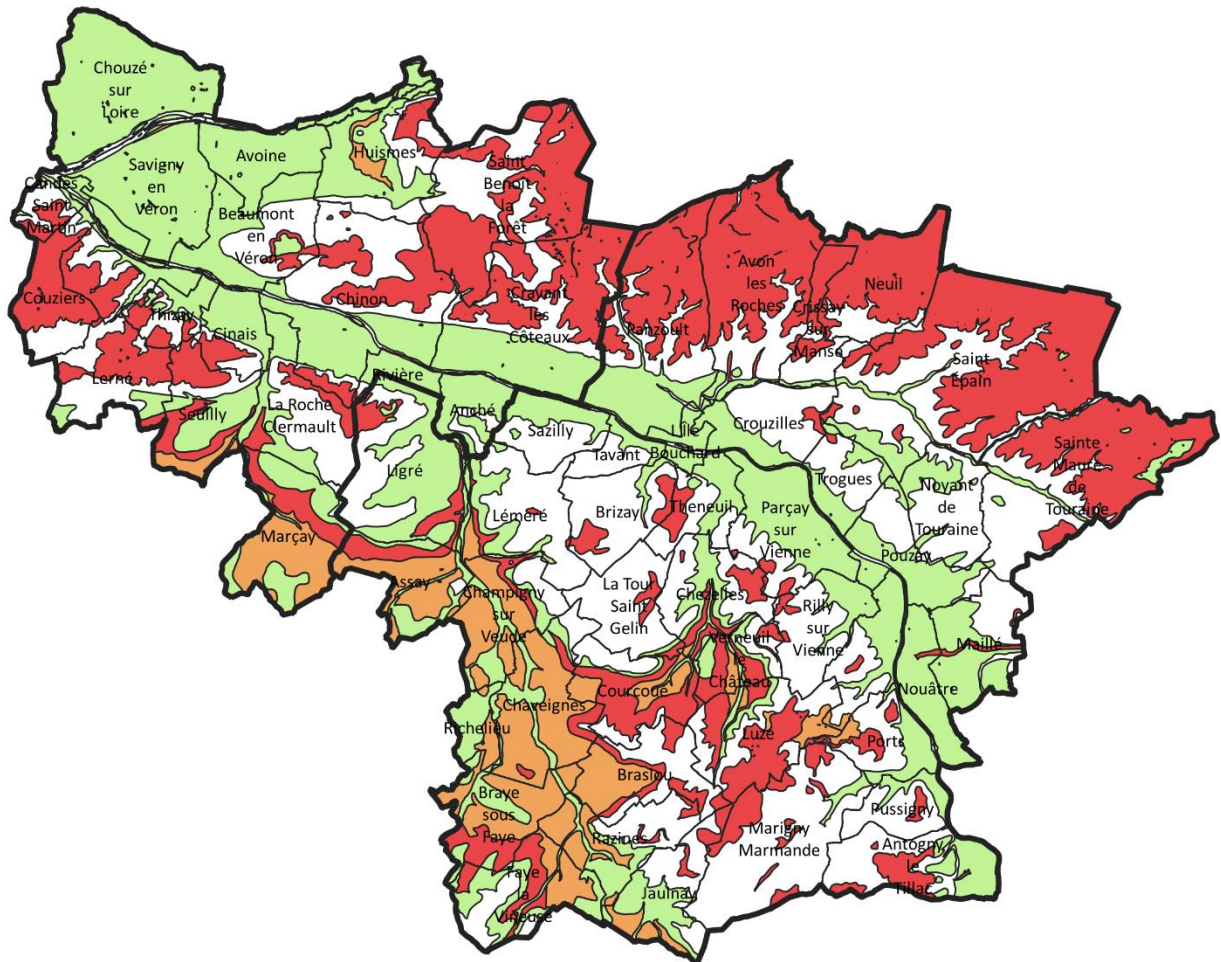 Chouzé
sur
Loire
Savigny
en
Véron
Avoine
Huismes
Saint
Benoit
la
Forêt
Candes
Saint
Martin
Beaumont
en
Véron
Couziers
Thizay
Cinais
Chinon
Cravant
les
Côteaux
Panzoult
Avon
les
Roches
Crissay
sur
Manse
Neuil
Saint
Épain
Lerné
Seuilly
La Roche
Clermault
Rivière
Anché
Ligré
Sazilly
Tavant
L'Ile
Bouchard
Crouzilles
Trogues
Noyant
de
Touraine
Sainte
Maure
de
Touraine
Marçay
Assay
Léméré
Brizay
Theneuil
Parçay
sur
Vienne
Pouzay
Champigny
sur
Veude
La Tour
Saint
Gelin
Chezelles
Rilly
sur
Vienne
Verneuil
le
Château
Maillé
Nouâtre
Courcoué
Chaveignes
Richelieu
Luzé
Ports
Braslou
Braye
sous
Faye
Razines
Marigny
Marmande
Pussigny
Antogny
le
Tillac
Faye
la
Vineuse
Jaulnay